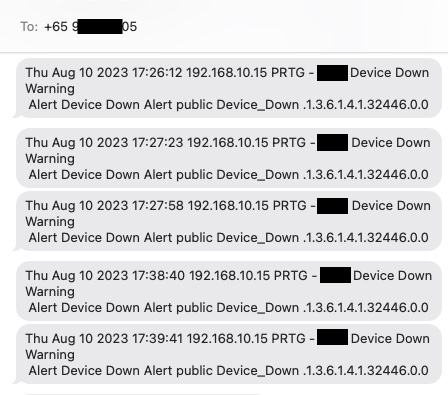 To: +65 9 05
Thu Aug 10 2023 17:26:12 192.168.10.15 PRTG - Device Down
Warning
Alert Device Down Alert public Device_Down .1.3.6.1.4.1.32446.0.0
Thu Aug 10 2023 17:27:23 192.168.10.15 PRTG - Device Down
Warning
Alert Device Down Alert public Device_Down .1.3.6.1.4.1.32446.0.0
Thu Aug 10 2023 17:27:58 192.168.10.15 PRTG - Device Down
Warning
Alert Device Down Alert public Device_Down .1.3.6.1.4.1.32446.0.0
Thu Aug 10 2023 17:38:40 192.168.10.15 PRTG - Device Down
Warning
Alert Device Down Alert public Device_Down .1.3.6.1.4.1.32446.0.0
Thu Aug 10 2023 17:39:41 192.168.10.15 PRTG - Device Down
Warning
Alert Device Down Alert public Device_Down .1.3.6.1.4.1.32446.0.0